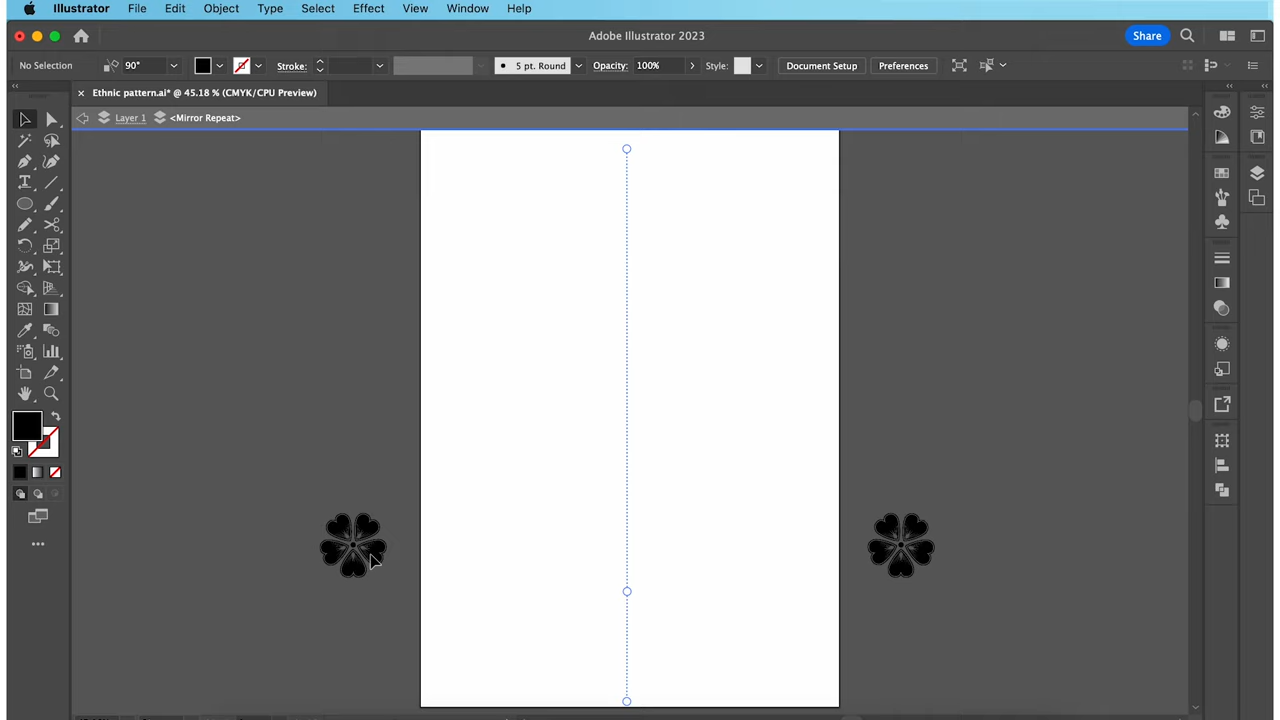 Illustrator File Edit Object Type Select Effect View Window Help
Adobe Illustrator 2023
Share
No Selection 90° Stroke: 5 pt. Round Opacity: 100% Style: Document Setup Preferences
Ethnic pattern.ai* @ 45.18 % (CMYK/CPU Preview)
Layer 1 <Mirror Repeat>